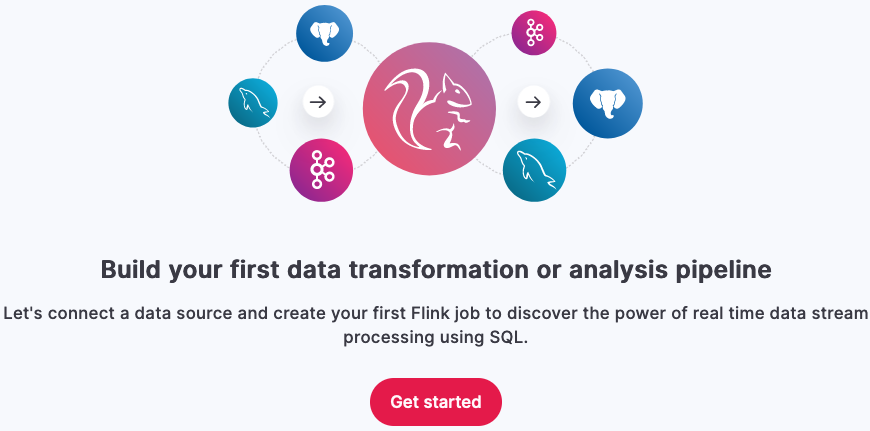 Build your first data transformation or analysis pipeline
Let's connect a data source and create your first Flink job to discover the power of real time data stream
processing using SQL.
Get started